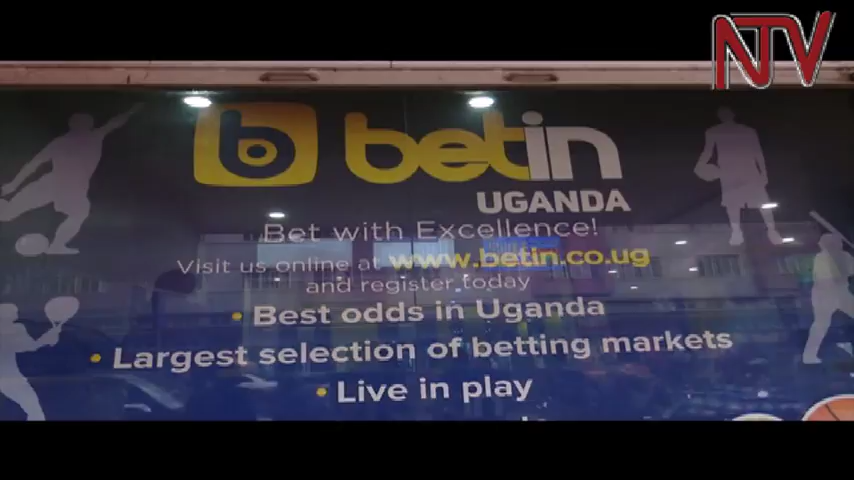 NTV
b betin
UGANDA
Bet with Excellence!
Visit us online at www.betin.co.ug
and register today
• Best odds in Uganda
• Largest selection of betting markets
• Live in play